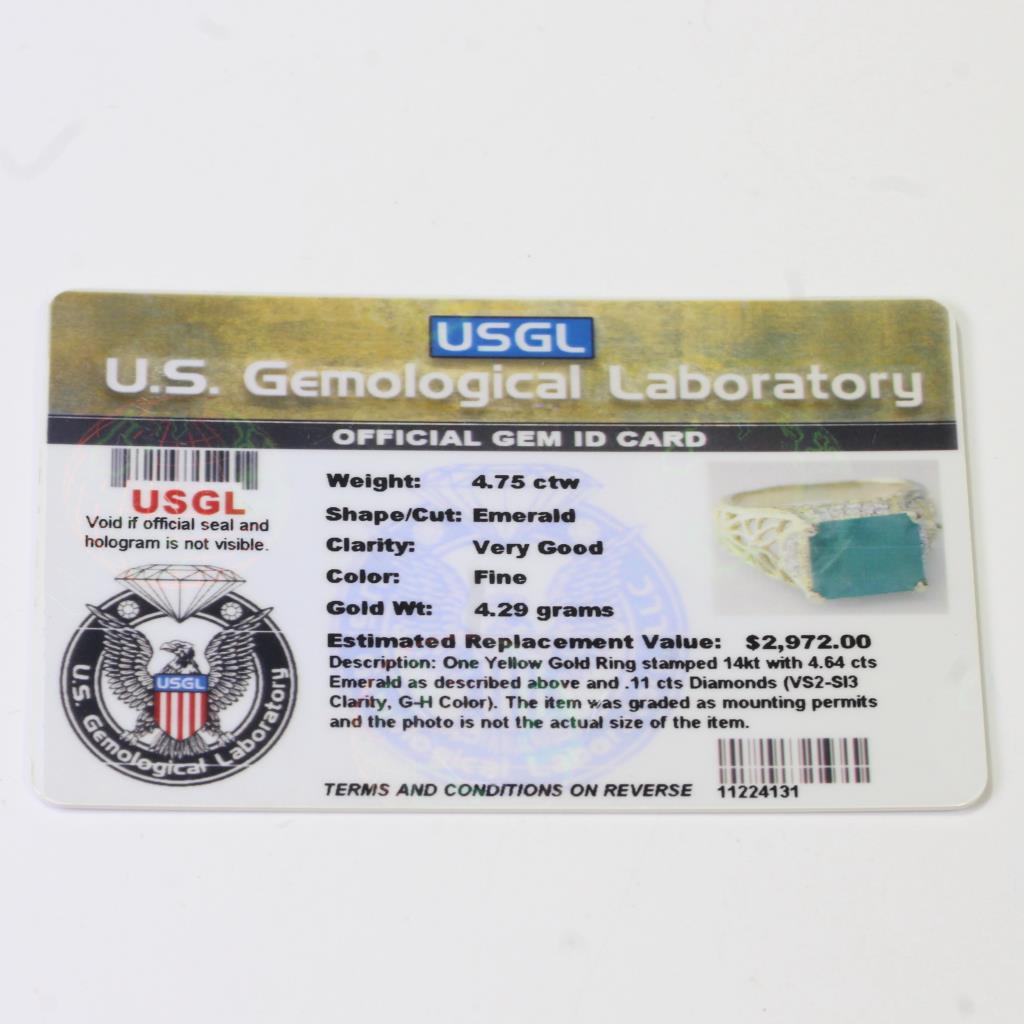 USGL
U.S. Gemological Laboratory
OFFICIAL GEM ID CARD
USGL
Void if official seal and
hologram is not visible.
USGL
U.S. Gemological Laboratory
Weight: 4.75 ctw
Shape/Cut: Emerald
Clarity: Very Good
Color: Fine
Gold Wt: 4.29 grams
Estimated Replacement Value: $2,972.00
Description: One Yellow Gold Ring stamped 14kt with 4.64 cts
Emerald as described above and .11 cts Diamonds (VS2-SI3
Clarity, G-H Color). The item was graded as mounting permits
and the photo is not the actual size of the item.
TERMS AND CONDITIONS ON REVERSE
11224131